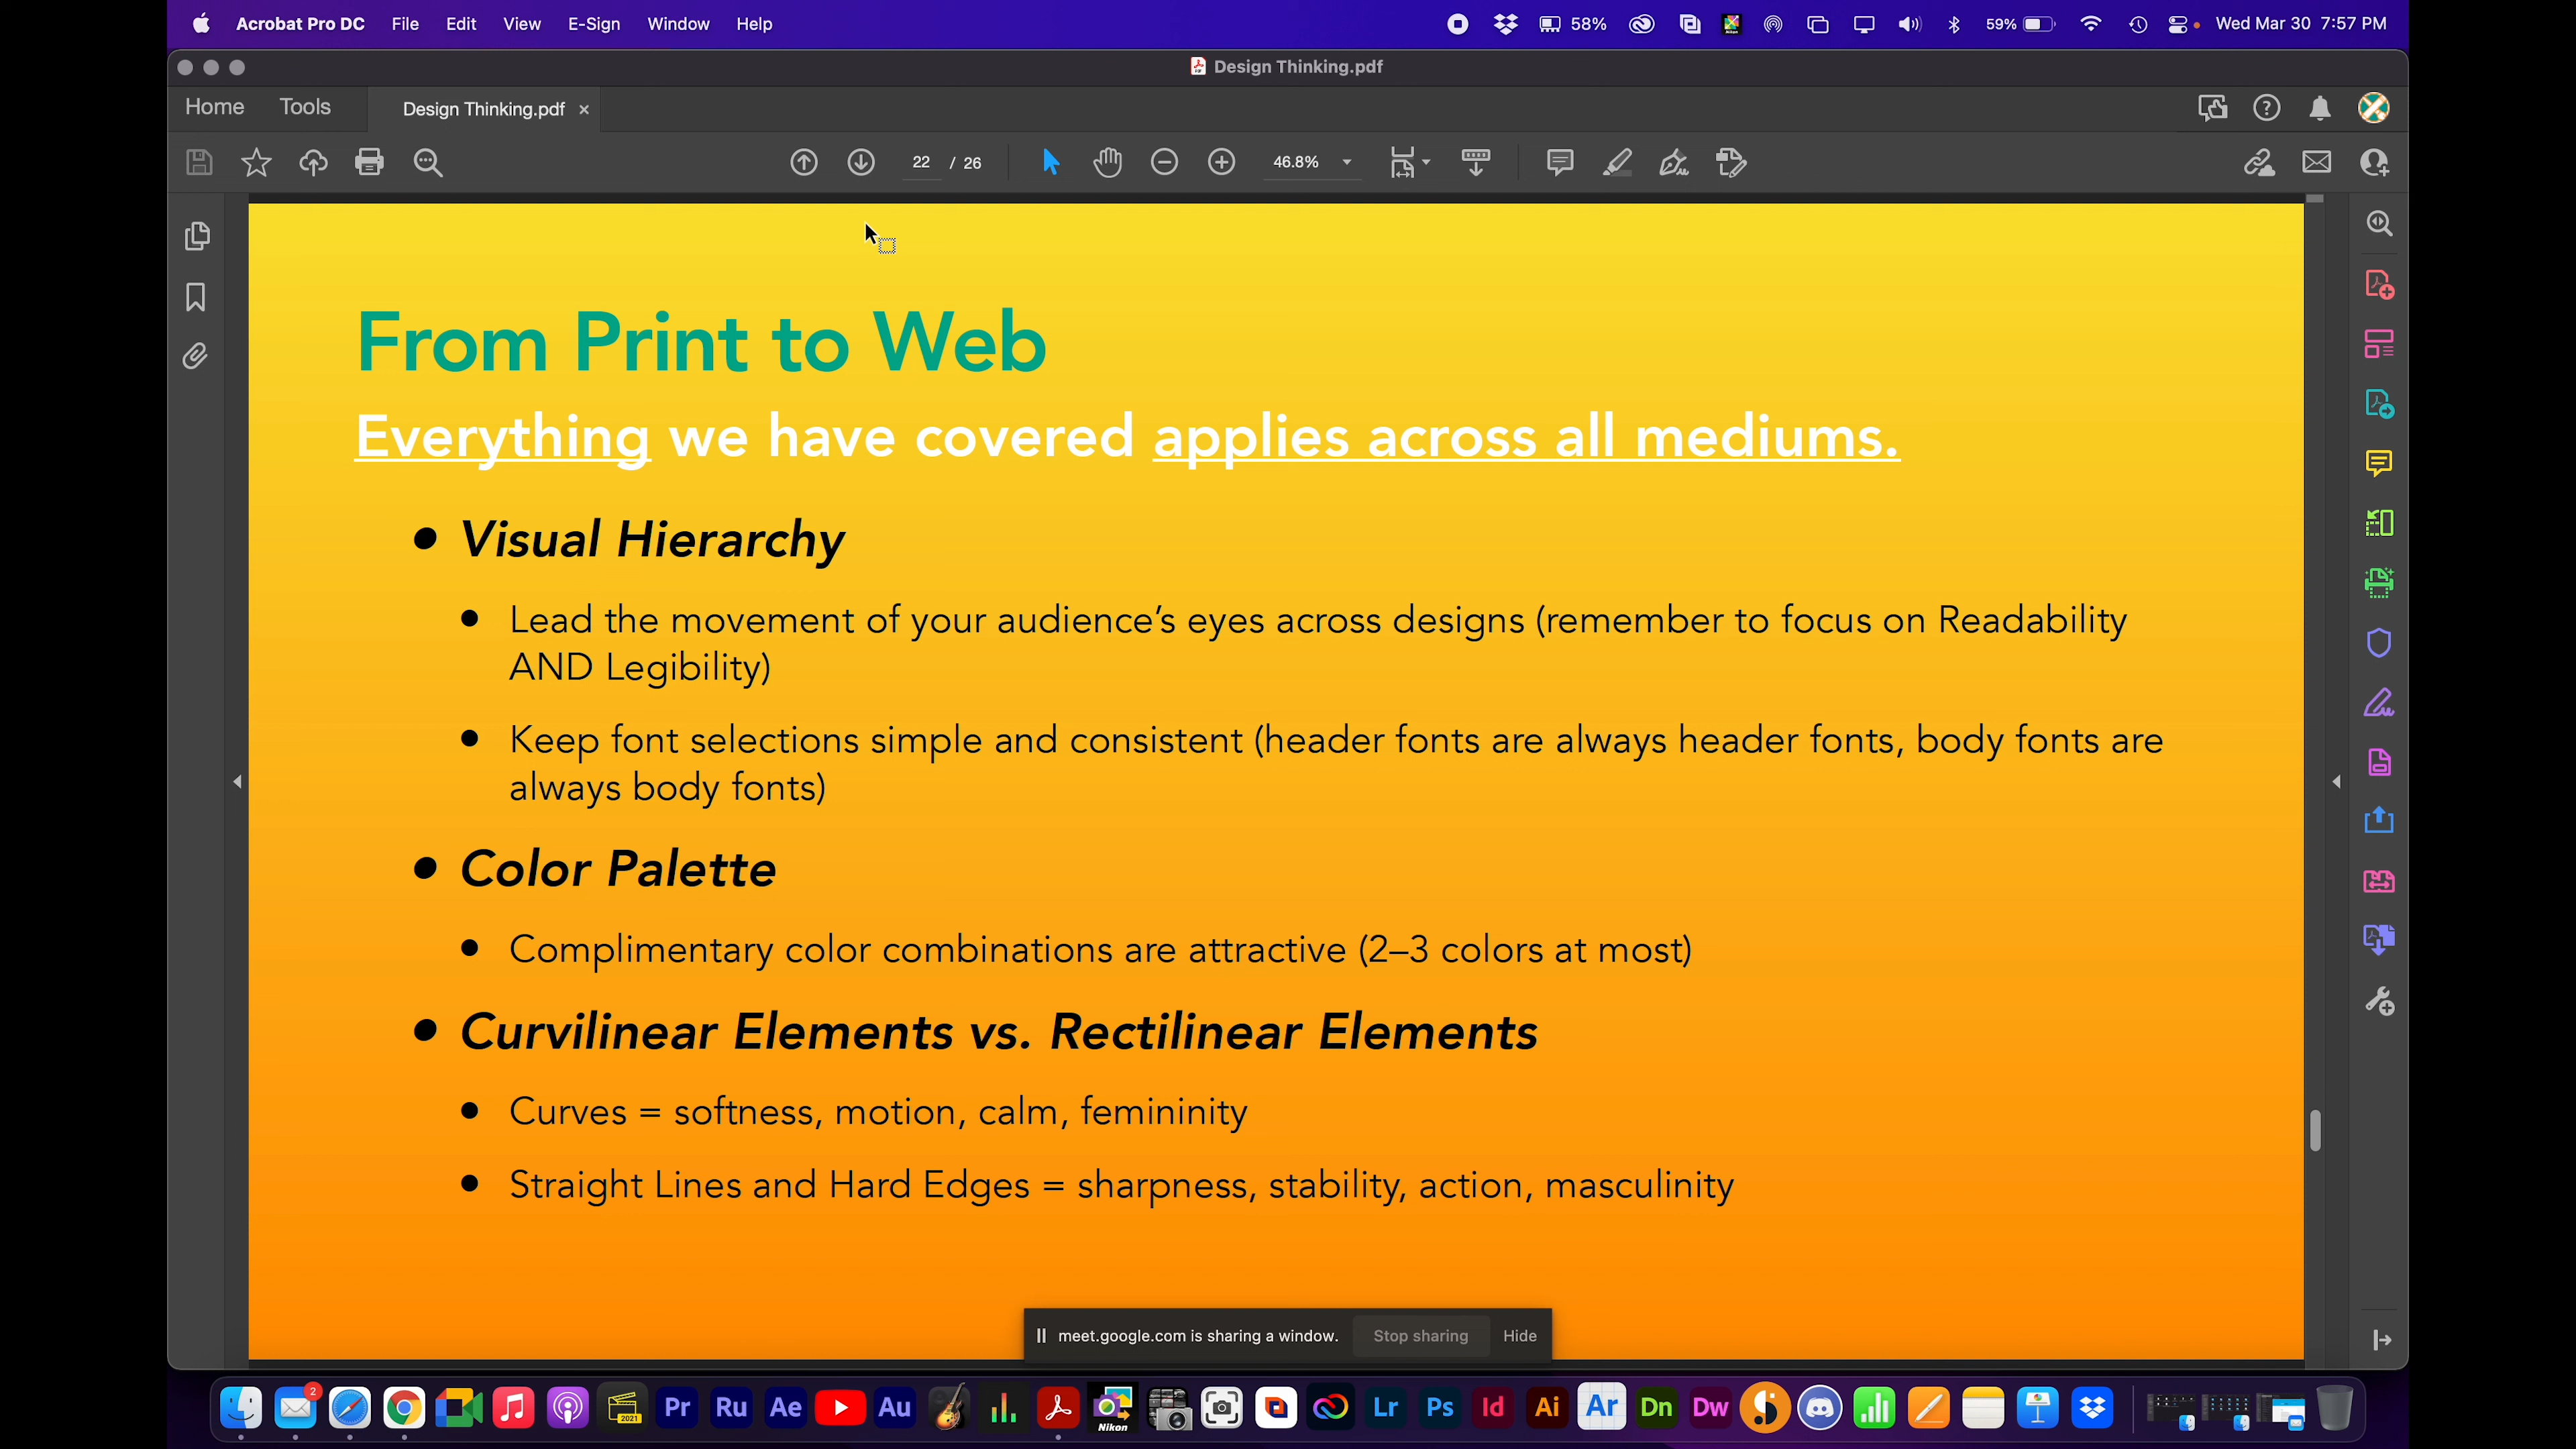 Acrobat Pro DC File Edit View E-Sign Window Help 58% 59% Wed Mar 30 7:57 PM
Design Thinking.pdf
Home Tools Design Thinking.pdf ×
22 / 26 46.8%
From Print to Web
Everything we have covered applies across all mediums.
• Visual Hierarchy
• Lead the movement of your audience's eyes across designs (remember to focus on Readability
AND Legibility)
• Keep font selections simple and consistent (header fonts are always header fonts, body fonts are
always body fonts)
• Color Palette
• Complimentary color combinations are attractive (2–3 colors at most)
• Curvilinear Elements vs. Rectilinear Elements
• Curves = softness, motion, calm, femininity
• Straight Lines and Hard Edges = sharpness, stability, action, masculinity
meet.google.com is sharing a window. Stop sharing Hide
2 2021 Pr Ru Ae Au Nikon Lr Ps Id Ai Ar Dn Dw